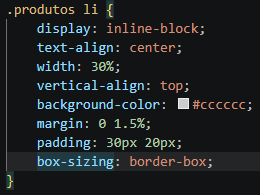 .produtos li {
display: inline-block;
text-align: center;
width: 30%;
vertical-align: top;
background-color: #cccccc;
margin: 0 1.5%;
padding: 30px 20px;
box-sizing: border-box;
}